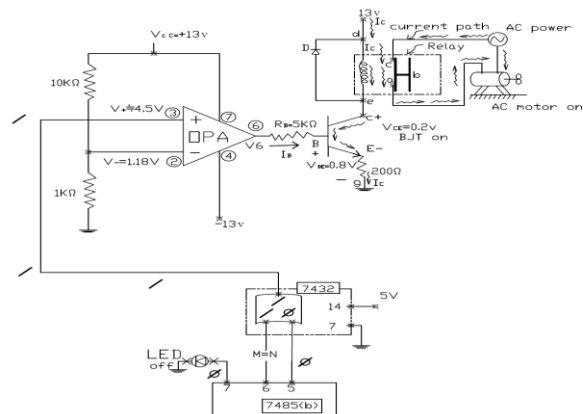 13v
Vcc=+13v
Ic
current path
AC power
d
D
Ic
Relay
10KΩ
c
b
a
V+≒4.5V
③
⑦
+
OPA
⑥
RB=5KΩ
e
c+
AC motor on
VCE=0.2v
BJT on
V-=1.18V
②
-
④
V6
IB
B
+
E-
VBE=0.8V
1KΩ
-
g
200Ω
Ic
-13v
7432
14
5V
7
LED
off
M=N
7
6
5
7485(b)